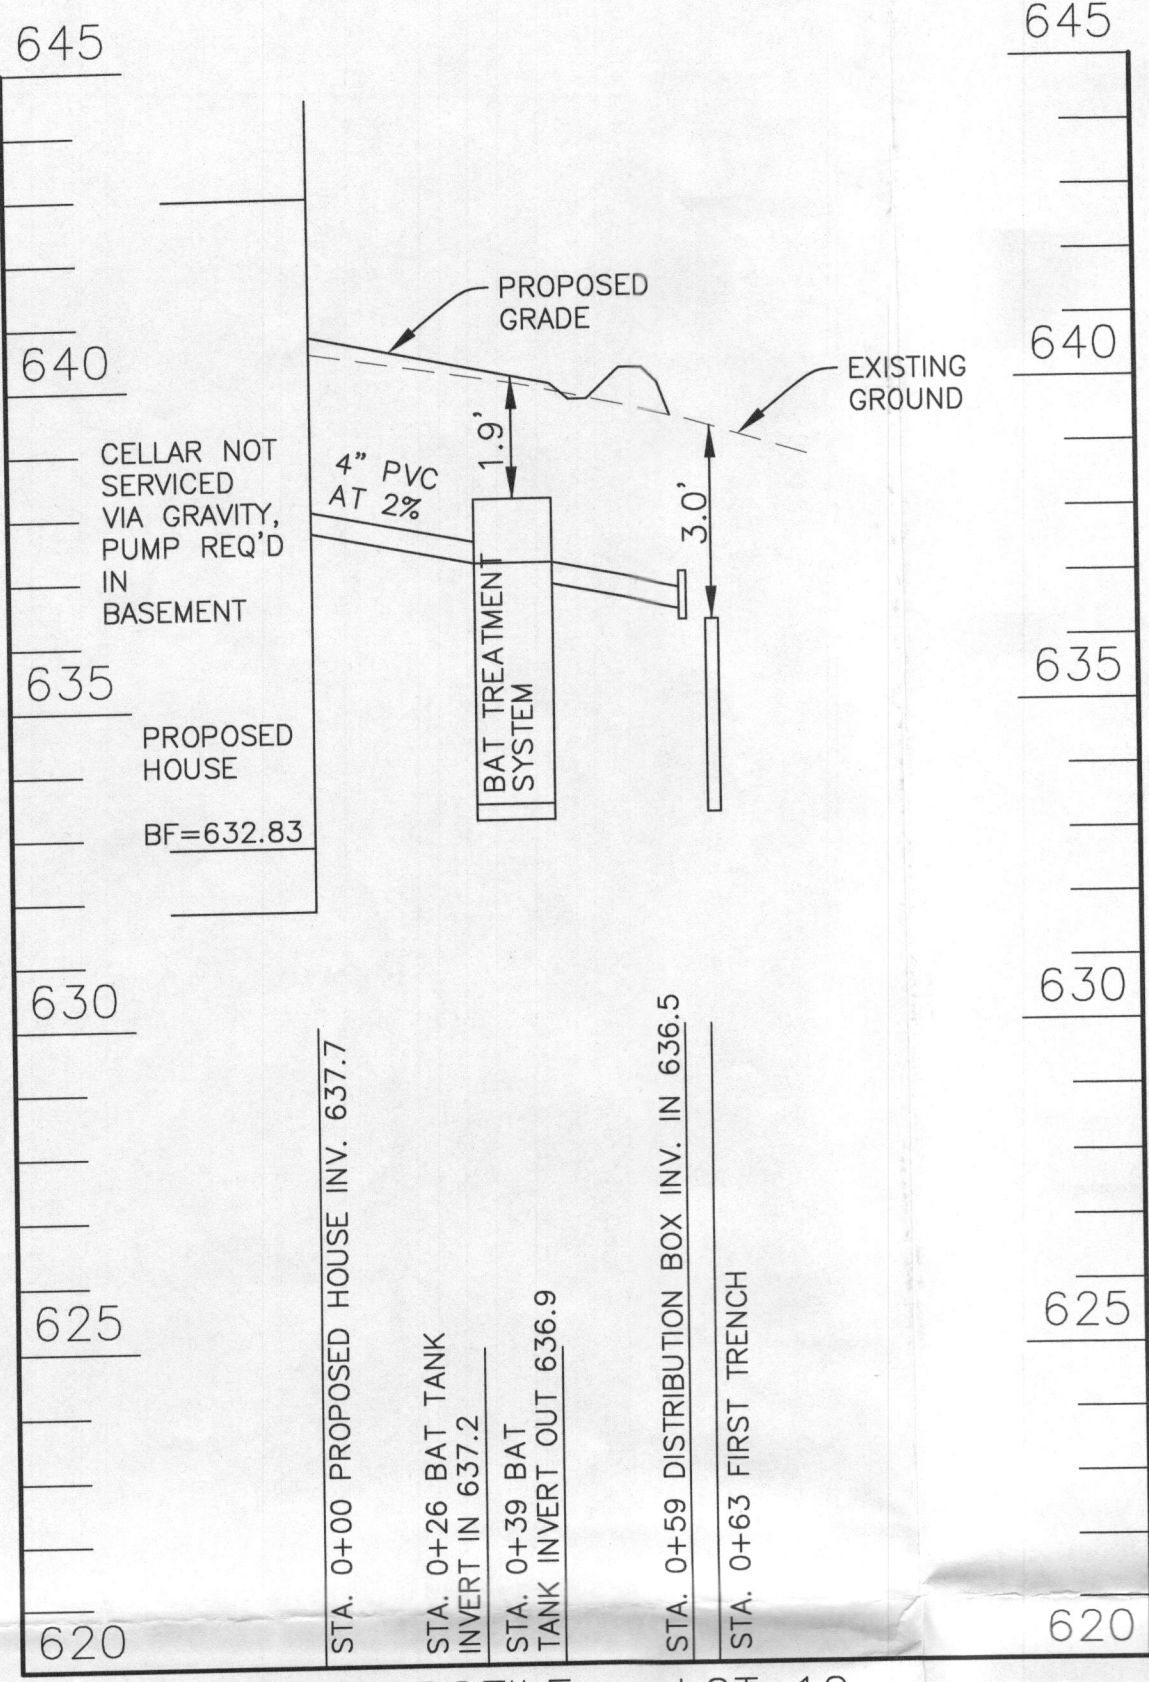 645
645
PROPOSED
GRADE
640
640
EXISTING
GROUND
CELLAR NOT
SERVICED
VIA GRAVITY,
PUMP REQ'D
IN
BASEMENT
4" PVC
AT 2%
1.9'
3.0'
BAT TREATMENT
SYSTEM
635
635
PROPOSED
HOUSE
BF=632.83
630
630
625
625
STA. 0+00 PROPOSED HOUSE INV. 637.7
STA. 0+26 BAT TANK
INVERT IN 637.2
STA. 0+39 BAT
TANK INVERT OUT 636.9
STA. 0+59 DISTRIBUTION BOX INV. IN 636.5
STA. 0+63 FIRST TRENCH
620
620